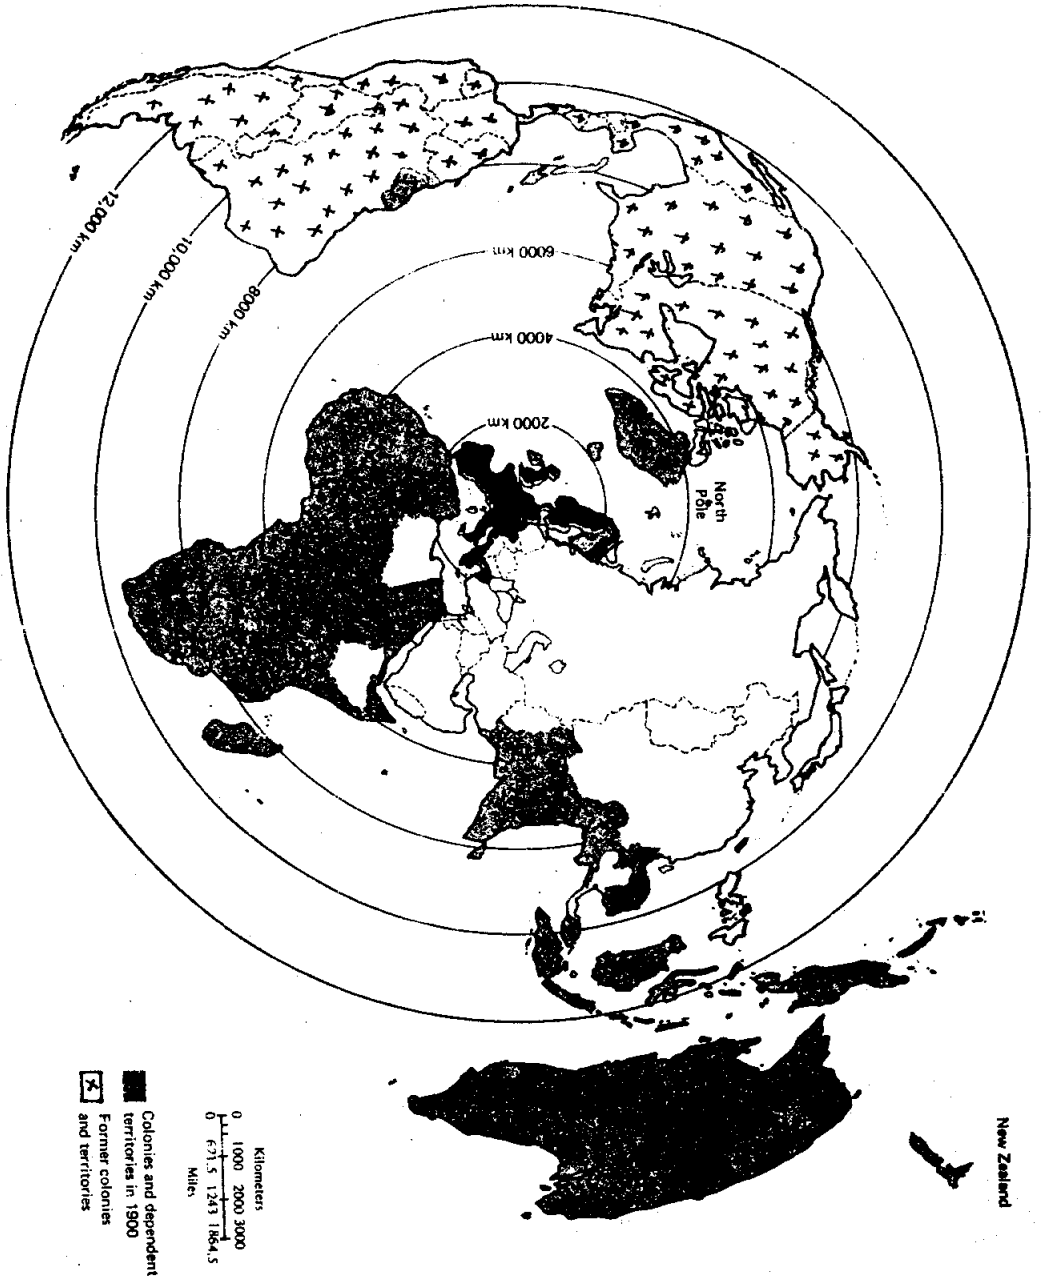 12,000 km
10,000 km
8000 km
6000 km
4000 km
2000 km
North
Pole
New Zealand
Kilometers
0 1000 2000 3000
0 621.5 1243 1864.5
Miles
Colonies and dependent
territories in 1900
Former colonies
and territories